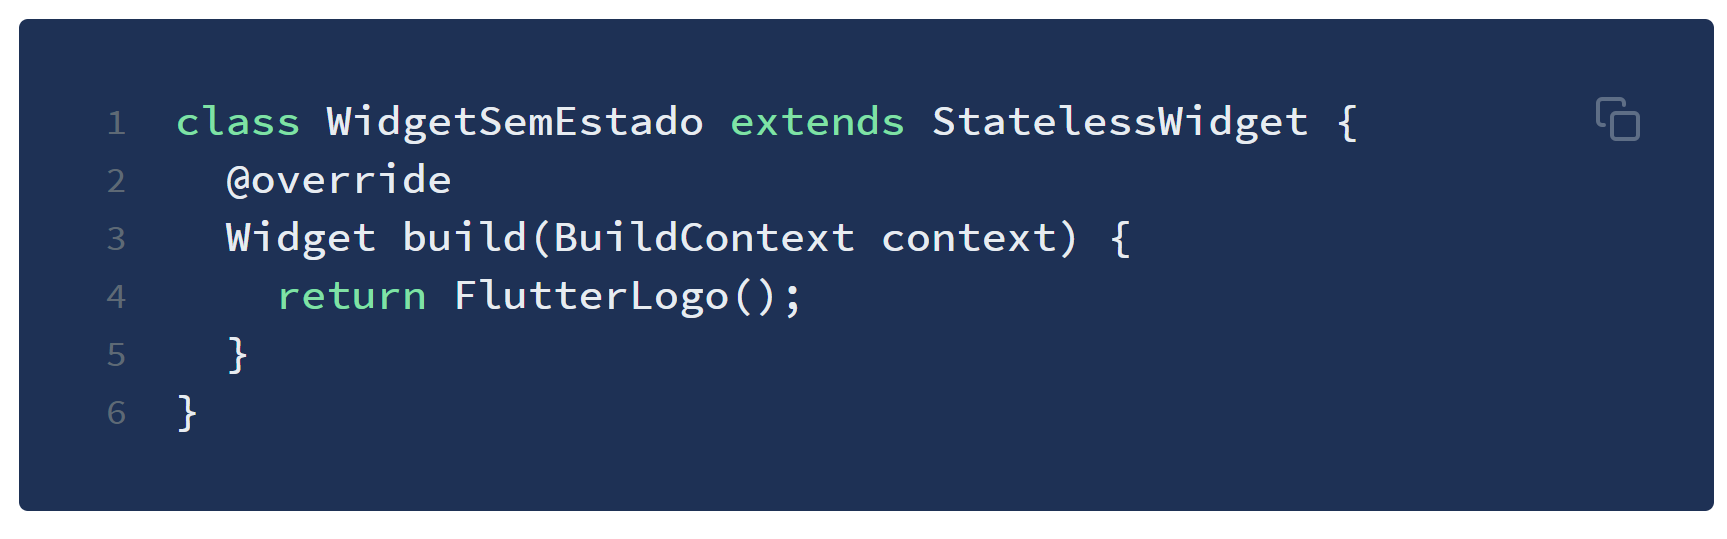 1 class WidgetSemEstado extends StatelessWidget {
2   @override
3   Widget build(BuildContext context) {
4     return FlutterLogo();
5   }
6 }